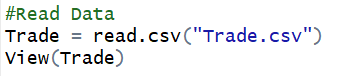 #Read Data
Trade = read.csv("Trade.csv")
View(Trade)